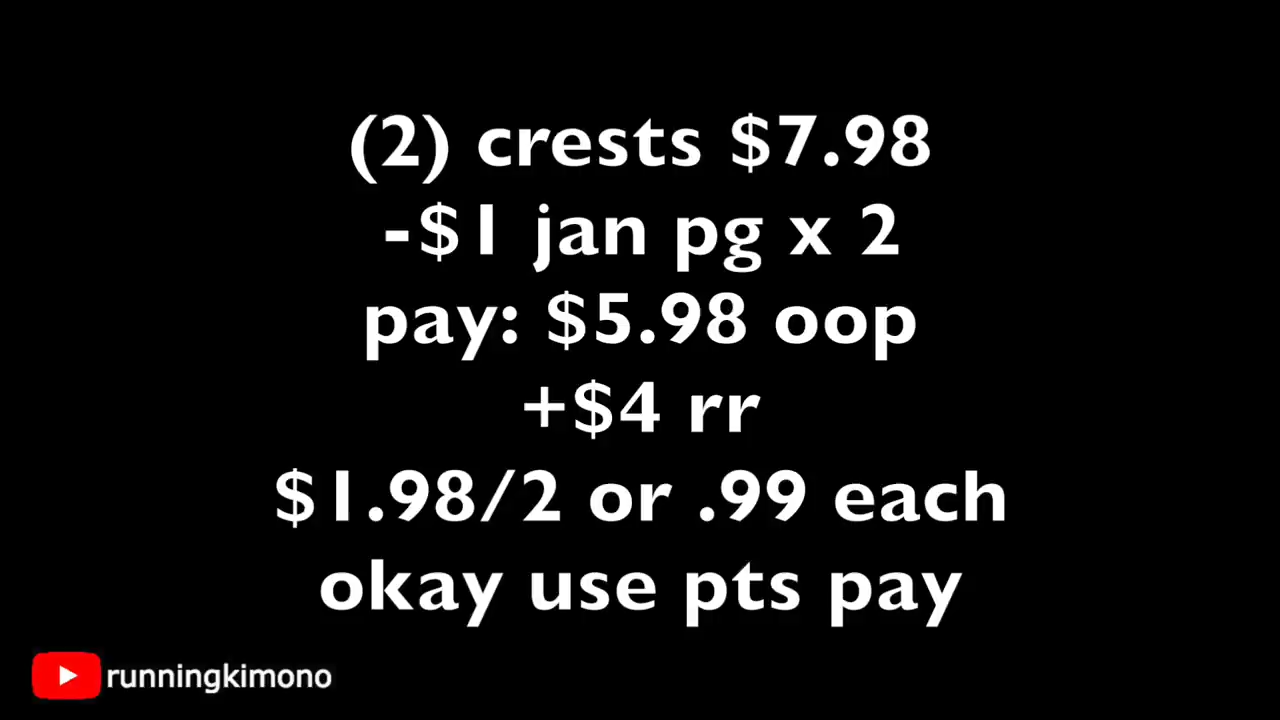 (2) crests $7.98
-$1 jan pg x 2
pay: $5.98 oop
+$4 rr
$1.98/2 or .99 each
okay use pts pay
runningkimono